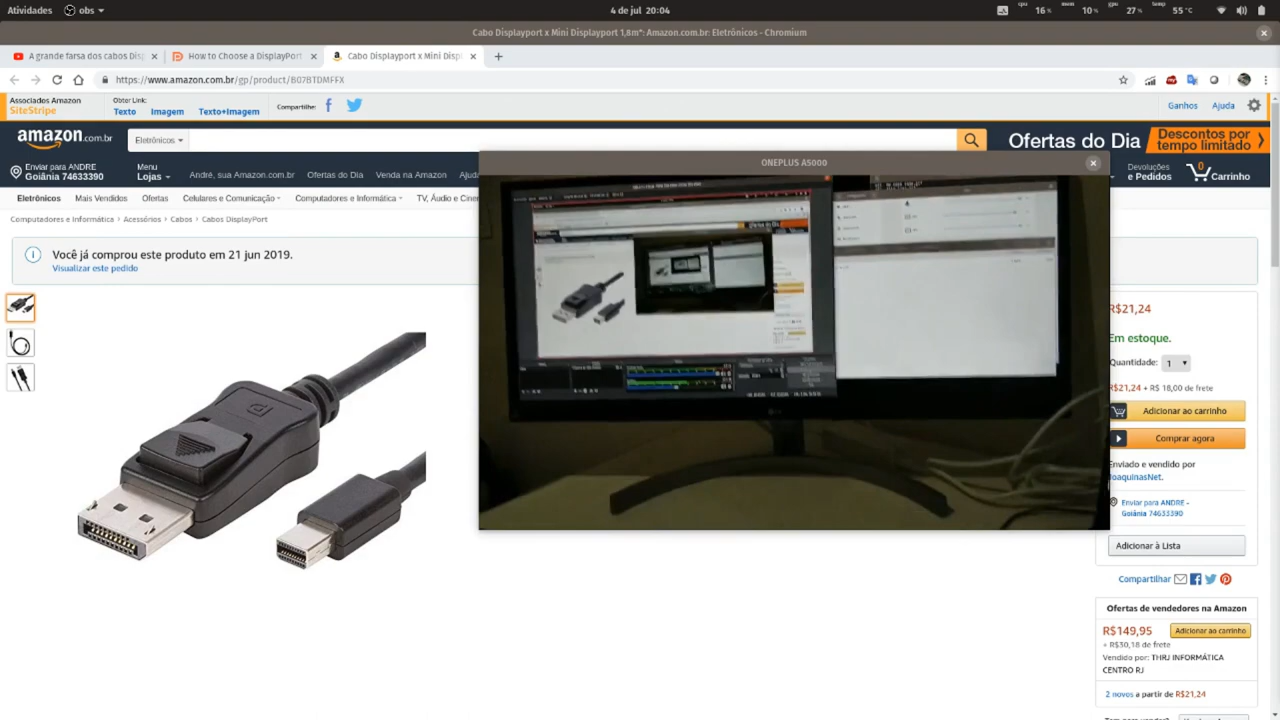 Atividades
obs
4 de jul 20:04
cpu
16 %
mem
10 %
gpu
27 %
temp
55 °C
Cabo Displayport x Mini Displayport 1,8m*: Amazon.com.br: Eletrônicos - Chromium
A grande farsa dos cabos Disp
How to Choose a DisplayPort
Cabo Displayport x Mini Displ
https://www.amazon.com.br/gp/product/B07BTDMFFX
Associados Amazon
SiteStripe
Obter Link:
Texto
Imagem
Texto+Imagem
Compartilhe:
Ganhos
Ajuda
amazon.com.br
Eletrônicos
Ofertas do Dia
Descontos por
tempo limitado
Enviar para ANDRE
Goiânia 74633390
Menu
Lojas
André, sua Amazon.com.br
Ofertas do Dia
Venda na Amazon
Ajuda
ONEPLUS A5000
Devoluções
e Pedidos
0
Carrinho
Eletrônicos
Mais Vendidos
Ofertas
Celulares e Comunicação
Computadores e Informática
TV, Áudio e Cinem
Computadores e Informática › Acessórios › Cabos › Cabos DisplayPort
Você já comprou este produto em 21 jun 2019.
Visualizar este pedido
R$21,24
Em estoque.
Quantidade: 1
R$21,24 + R$ 18,00 de frete
Adicionar ao carrinho
Comprar agora
Enviado e vendido por
JoaquinasNet.
Enviar para ANDRE -
Goiânia 74633390
Adicionar à Lista
Compartilhar
Ofertas de vendedores na Amazon
R$149,95
Adicionar ao carrinho
+ R$30,18 de frete
Vendido por: THRJ INFORMÁTICA
CENTRO RJ
2 novos a partir de R$21,24